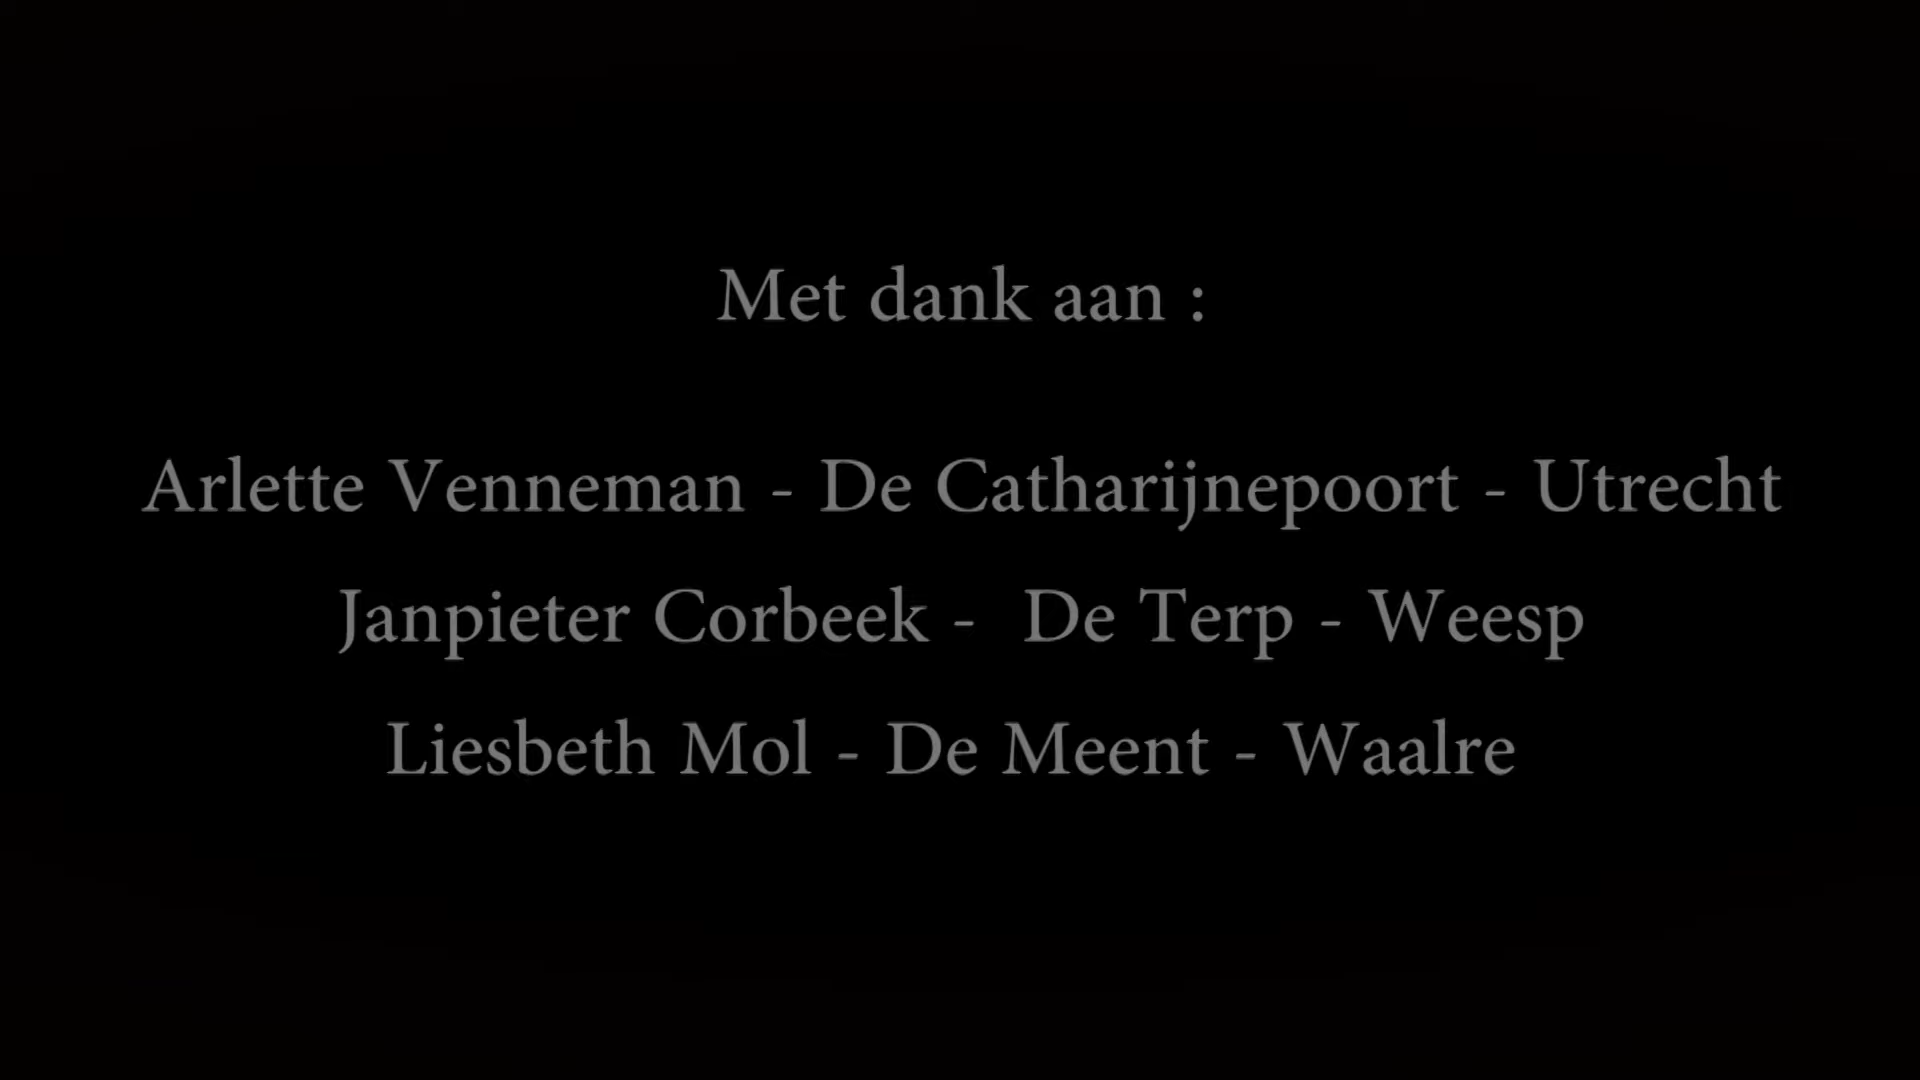 Met dank aan :
Arlette Venneman - De Catharijnepoort - Utrecht
Janpieter Corbeek -  De Terp - Weesp
Liesbeth Mol - De Meent - Waalre